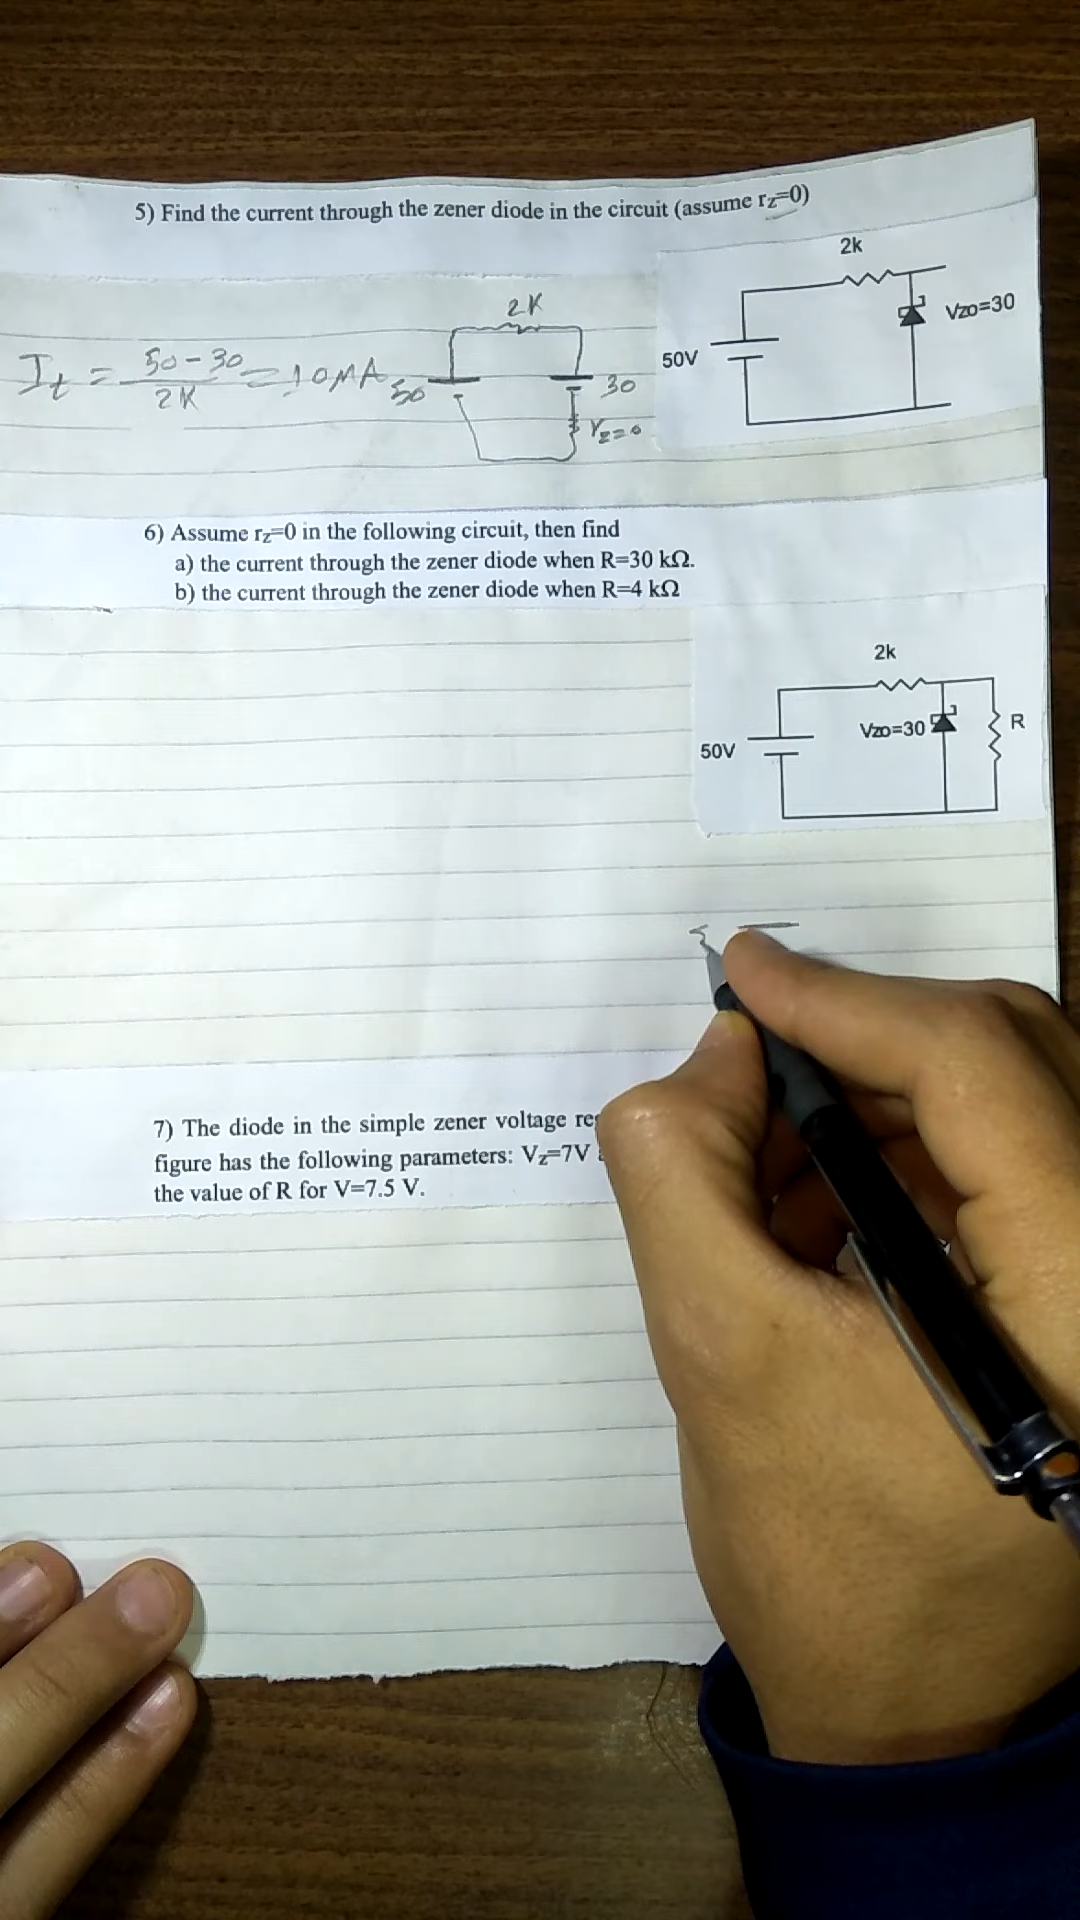 5) Find the current through the zener diode in the circuit (assume rz=0)
2k
Vzo=30
50V
2K
It = 50-30 / 2K = 10MA
50
30
rz=0
6) Assume rz=0 in the following circuit, then find
a) the current through the zener diode when R=30 kΩ.
b) the current through the zener diode when R=4 kΩ
2k
Vzo=30
R
50V
7) The diode in the simple zener voltage
figure has the following parameters: Vz=7V
the value of R for V=7.5 V.